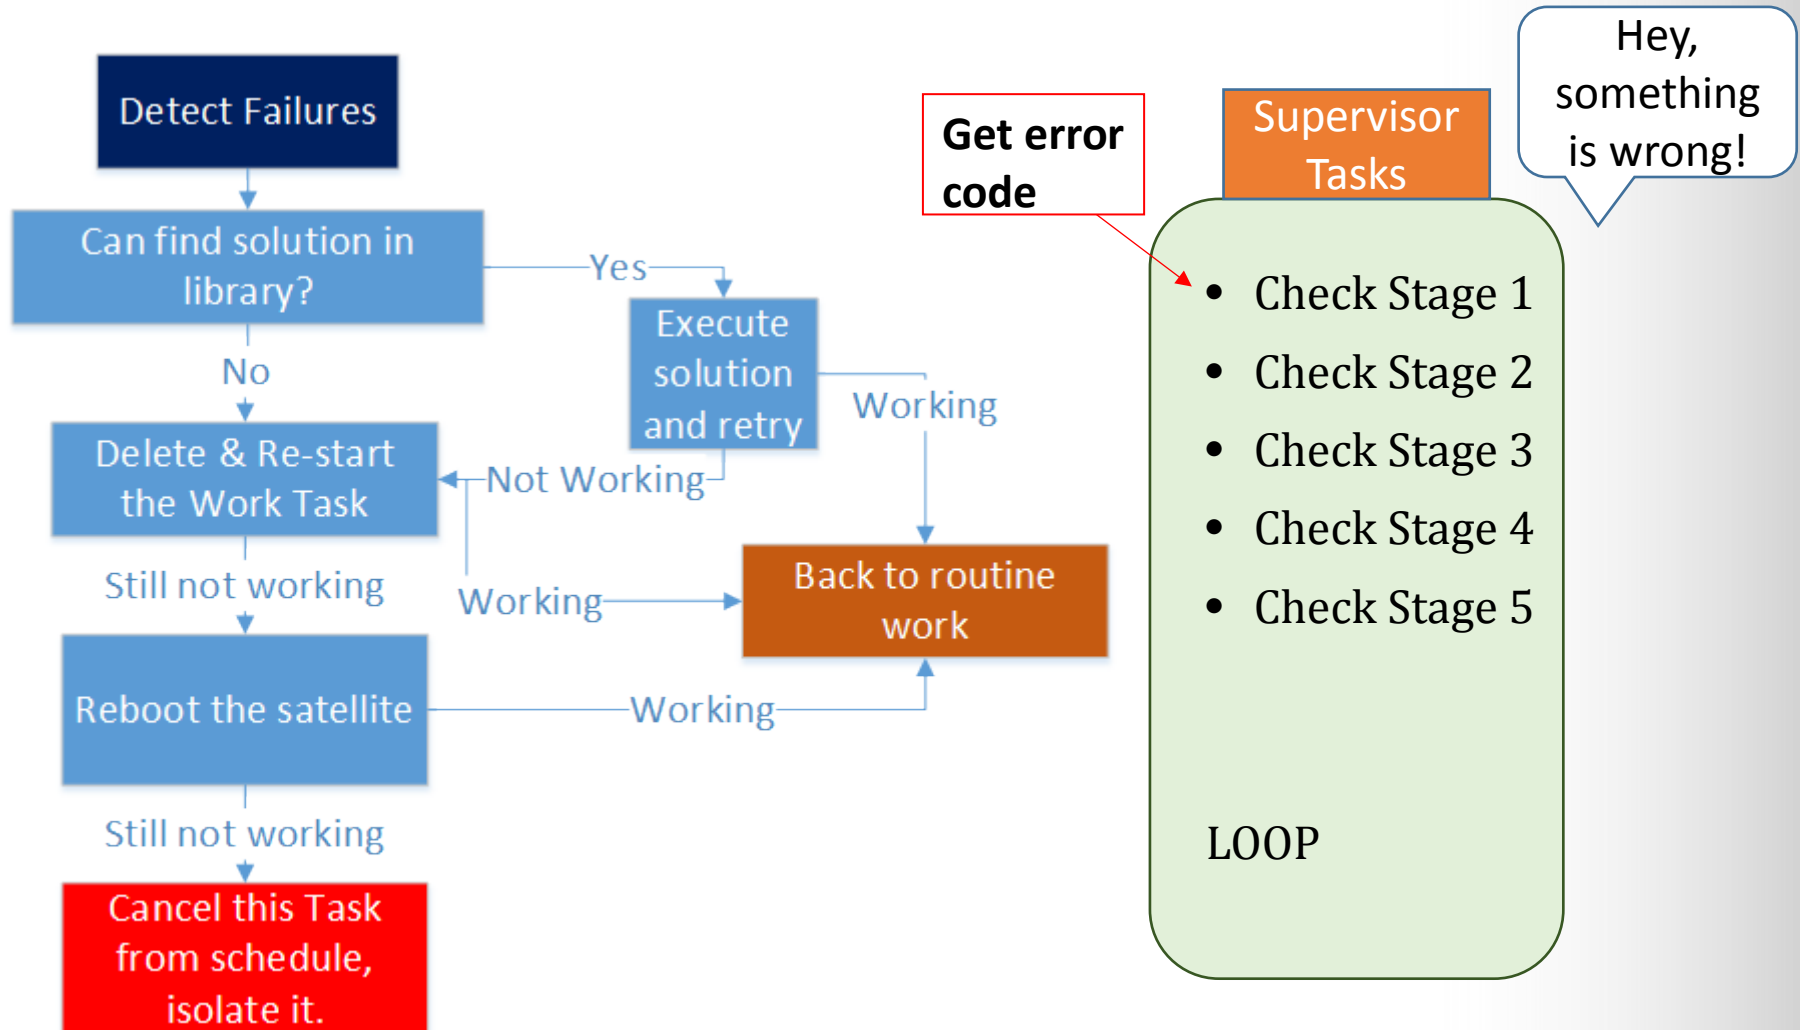 Detect Failures
Can find solution in
library?
Yes
No
Execute
solution
and retry
Working
Not Working
Delete & Re-start
the Work Task
Still not working
Working
Back to routine
work
Reboot the satellite
Working
Still not working
Cancel this Task
from schedule,
isolate it.
Get error
code
Supervisor
Tasks
Hey,
something
is wrong!
• Check Stage 1
• Check Stage 2
• Check Stage 3
• Check Stage 4
• Check Stage 5
LOOP